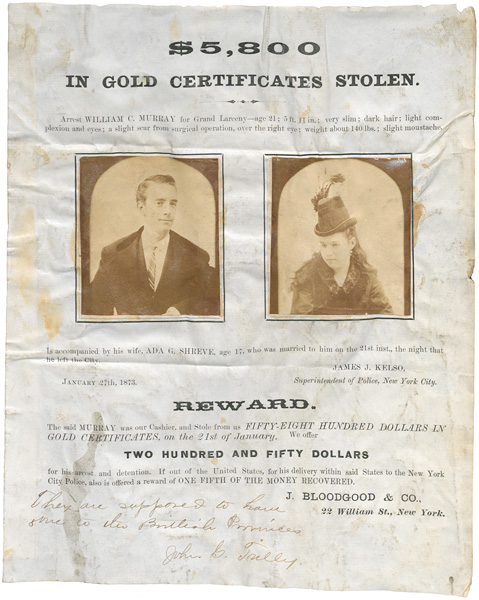 $5,800
IN GOLD CERTIFICATES STOLEN.
Arrest WILLIAM C. MURRAY for Grand Larceny—age 21; 5 ft. 11 in.; very slim; dark hair; light com-
plexion and eyes; a slight scar from surgical operation, over the right eye; weight about 140 lbs.; slight moustache.
Is accompanied by his wife, ADA G. SHREVE, age 17, who was married to him on the 21st inst., the night that
he left the City.
JAMES J. KELSO,
JANUARY 27th, 1873.
Superintendent of Police, New York City.
REWARD.
The said MURRAY was our Cashier, and Stole from us FIFTY-EIGHT HUNDRED DOLLARS IN
GOLD CERTIFICATES, on the 21st of January. We offer
TWO HUNDRED AND FIFTY DOLLARS
for his arrest and detention. If out of the United States, for his delivery within said States to the New York
City Police, also is offered a reward of ONE FIFTH OF THE MONEY RECOVERED.
J. BLOODGOOD & CO.,
22 William St., New York.
They are supposed to have
gone to the British Provinces
John